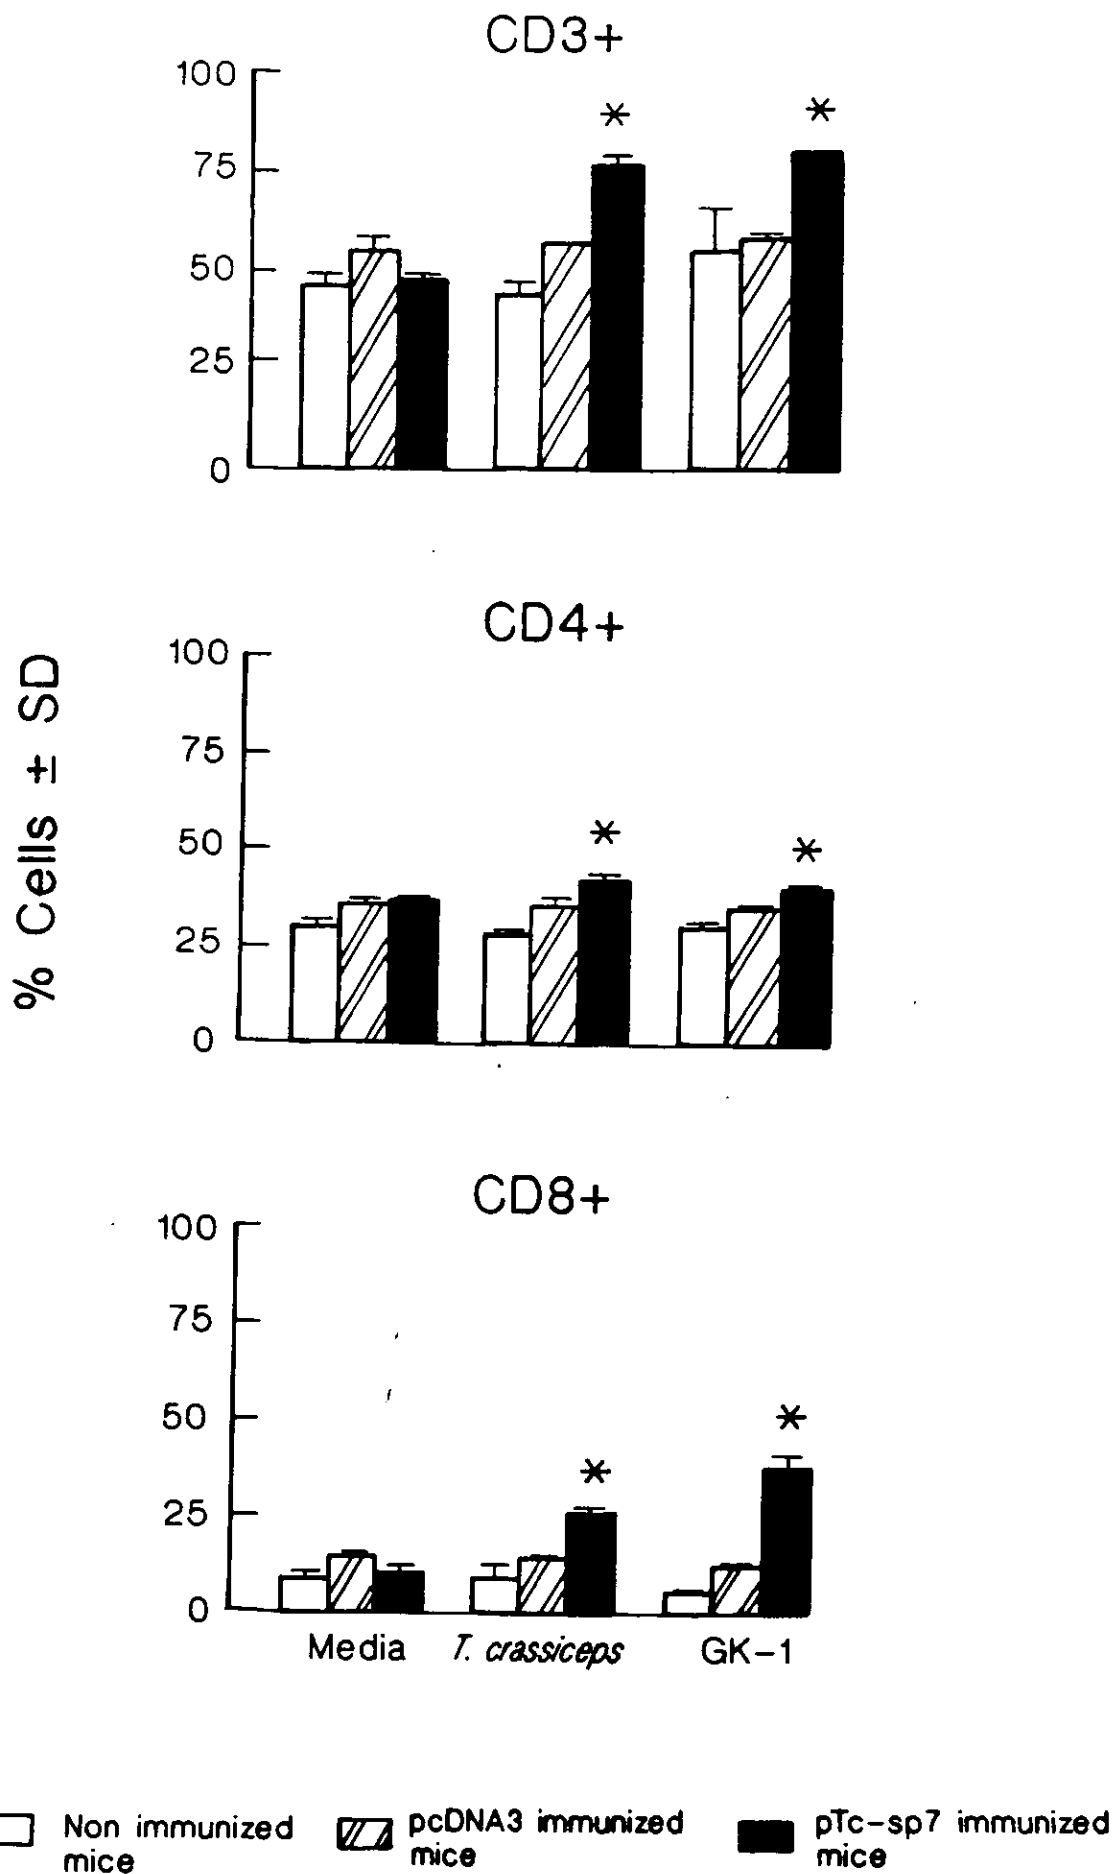 CD3+
100
*
*
75
50
25
0
% Cells ± SD
CD4+
100
75
50
*
*
25
0
CD8+
100
75
50
*
*
25
0
Media T. crassiceps GK-1
Non immunized mice
pcDNA3 immunized mice
pTc-sp7 immunized mice